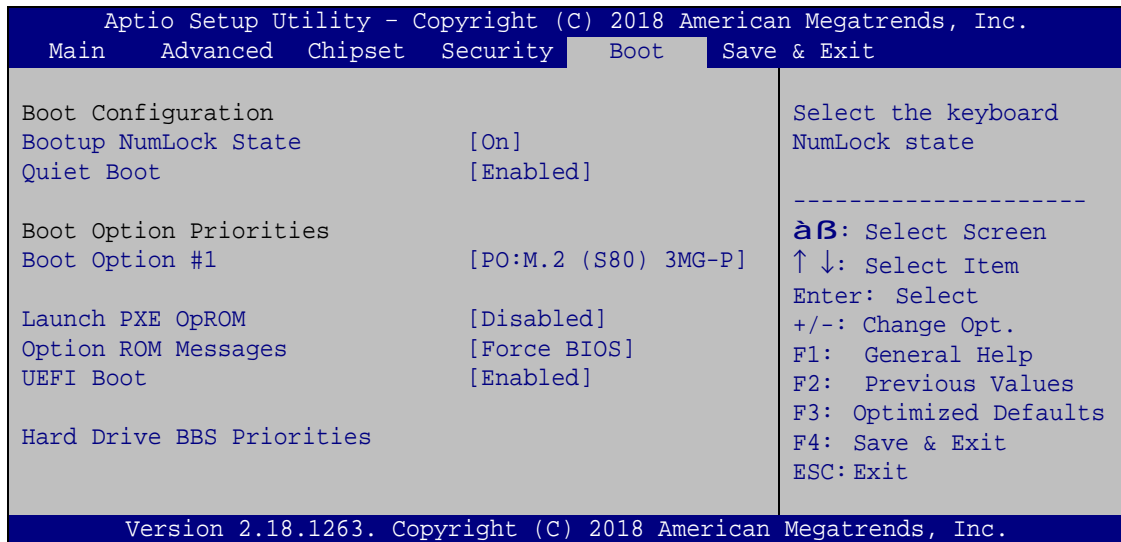 Aptio Setup Utility – Copyright (C) 2018 American Megatrends, Inc.
Main Advanced Chipset Security Boot Save & Exit
Boot Configuration
Bootup NumLock State [On]
Quiet Boot [Enabled]
Boot Option Priorities
Boot Option #1 [PO:M.2 (S80) 3MG-P]
Launch PXE OpROM [Disabled]
Option ROM Messages [Force BIOS]
UEFI Boot [Enabled]
Hard Drive BBS Priorities
Select the keyboard
NumLock state
---------------------
àß: Select Screen
↑ ↓: Select Item
Enter: Select
+/-: Change Opt.
F1: General Help
F2: Previous Values
F3: Optimized Defaults
F4: Save & Exit
ESC: Exit
Version 2.18.1263. Copyright (C) 2018 American Megatrends, Inc.